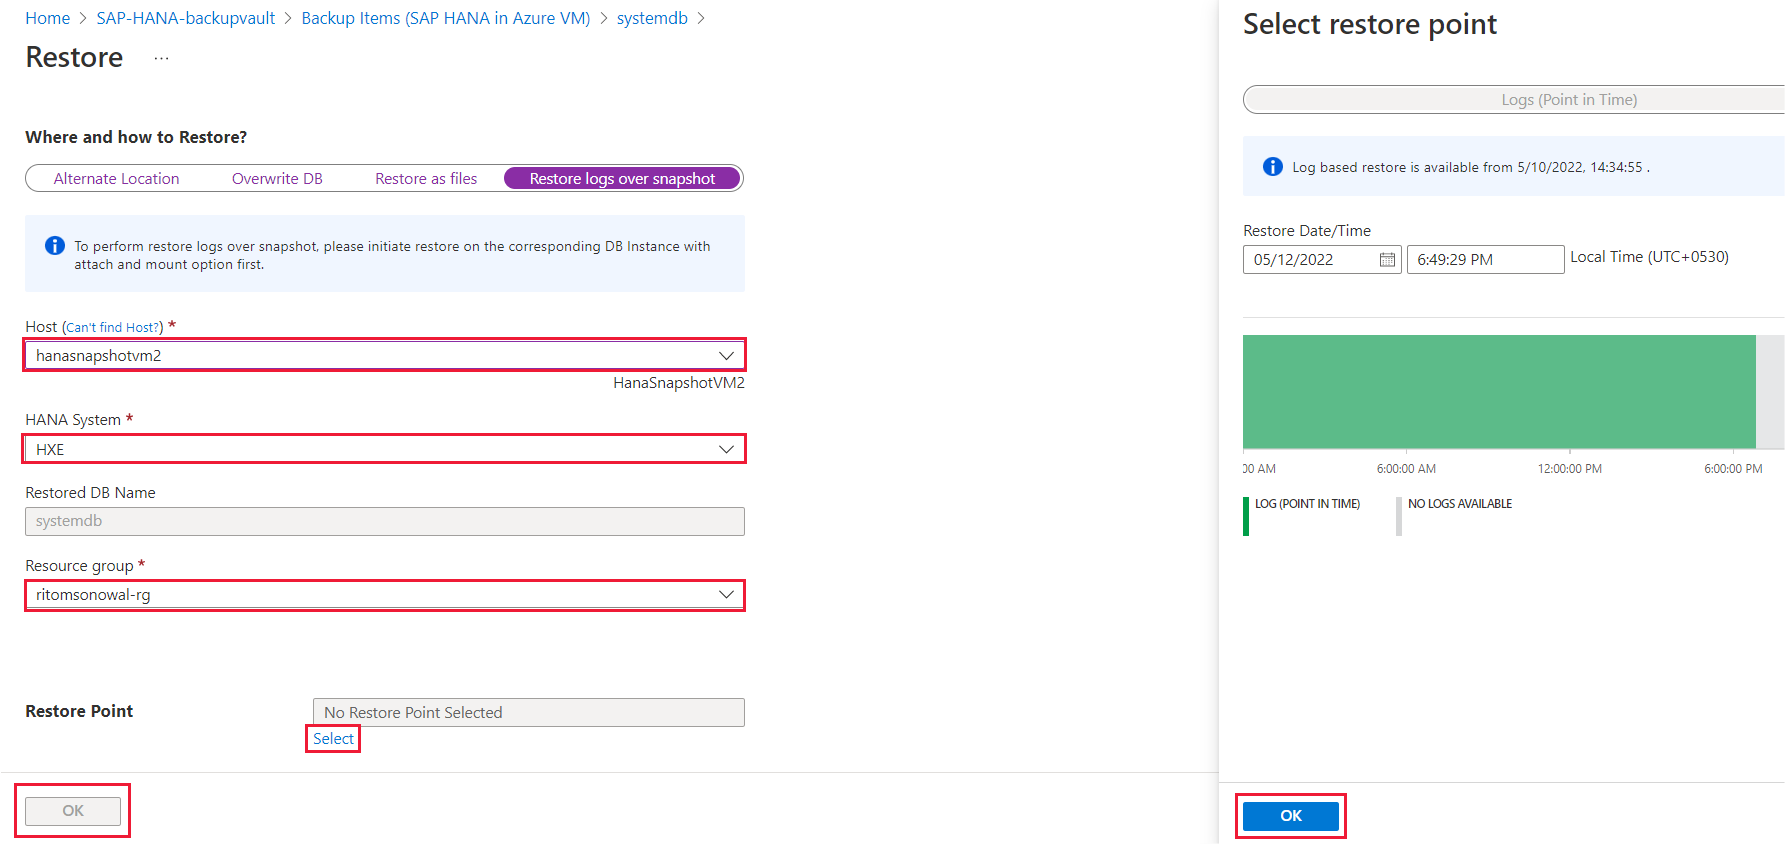 Home > SAP-HANA-backupvault > Backup Items (SAP HANA in Azure VM) > systemdb >
Restore ...
Where and how to Restore?
Alternate Location Overwrite DB Restore as files Restore logs over snapshot
To perform restore logs over snapshot, please initiate restore on the corresponding DB Instance with
attach and mount option first.
Host (Can't find Host?) *
hanasnapshotvm2
HanaSnapshotVM2
HANA System *
HXE
Restored DB Name
systemdb
Resource group *
ritomsonowal-rg
Restore Point No Restore Point Selected
Select
OK
Select restore point
Logs (Point in Time)
Log based restore is available from 5/10/2022, 14:34:55 .
Restore Date/Time
05/12/2022 6:49:29 PM Local Time (UTC+0530)
00 AM 6:00:00 AM 12:00:00 PM 6:00:00 PM
LOG (POINT IN TIME) NO LOGS AVAILABLE
OK